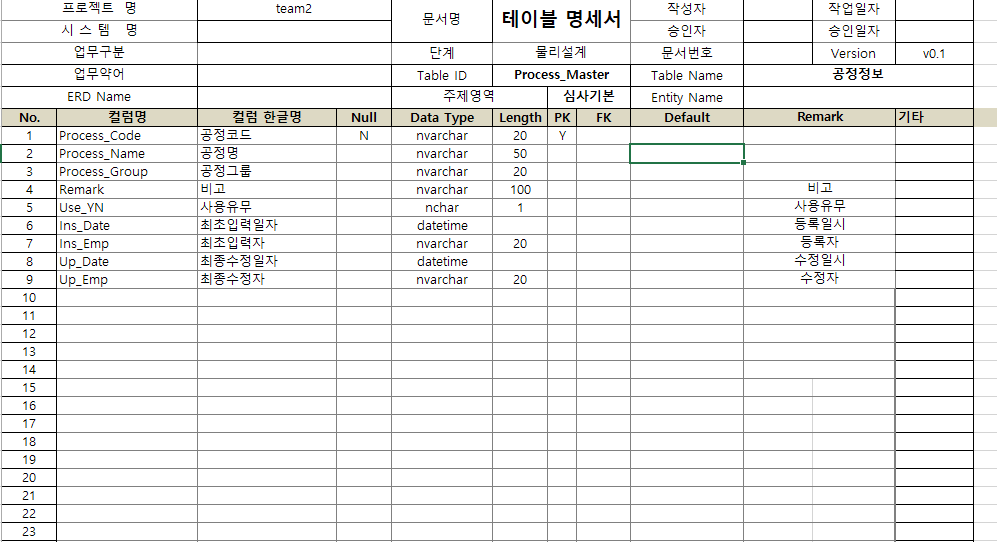 프로젝트 명 team2 문서명 테이블 명세서 작성자 작업일자
시 스 템 명 승인자 승인일자
업무구분 단계 물리설계 문서번호 Version v0.1
업무약어 Table ID Process_Master Table Name 공정정보
ERD Name 주제영역 심사기본 Entity Name
No. 컬럼명 컬럼 한글명 Null Data Type Length PK FK Default Remark 기타
1 Process_Code 공정코드 N nvarchar 20 Y
2 Process_Name 공정명 nvarchar 50
3 Process_Group 공정그룹 nvarchar 20
4 Remark 비고 nvarchar 100 비고
5 Use_YN 사용유무 nchar 1 사용유무
6 Ins_Date 최초입력일자 datetime 등록일시
7 Ins_Emp 최초입력자 nvarchar 20 등록자
8 Up_Date 최종수정일자 datetime 수정일시
9 Up_Emp 최종수정자 nvarchar 20 수정자
10
11
12
13
14
15
16
17
18
19
20
21
22
23